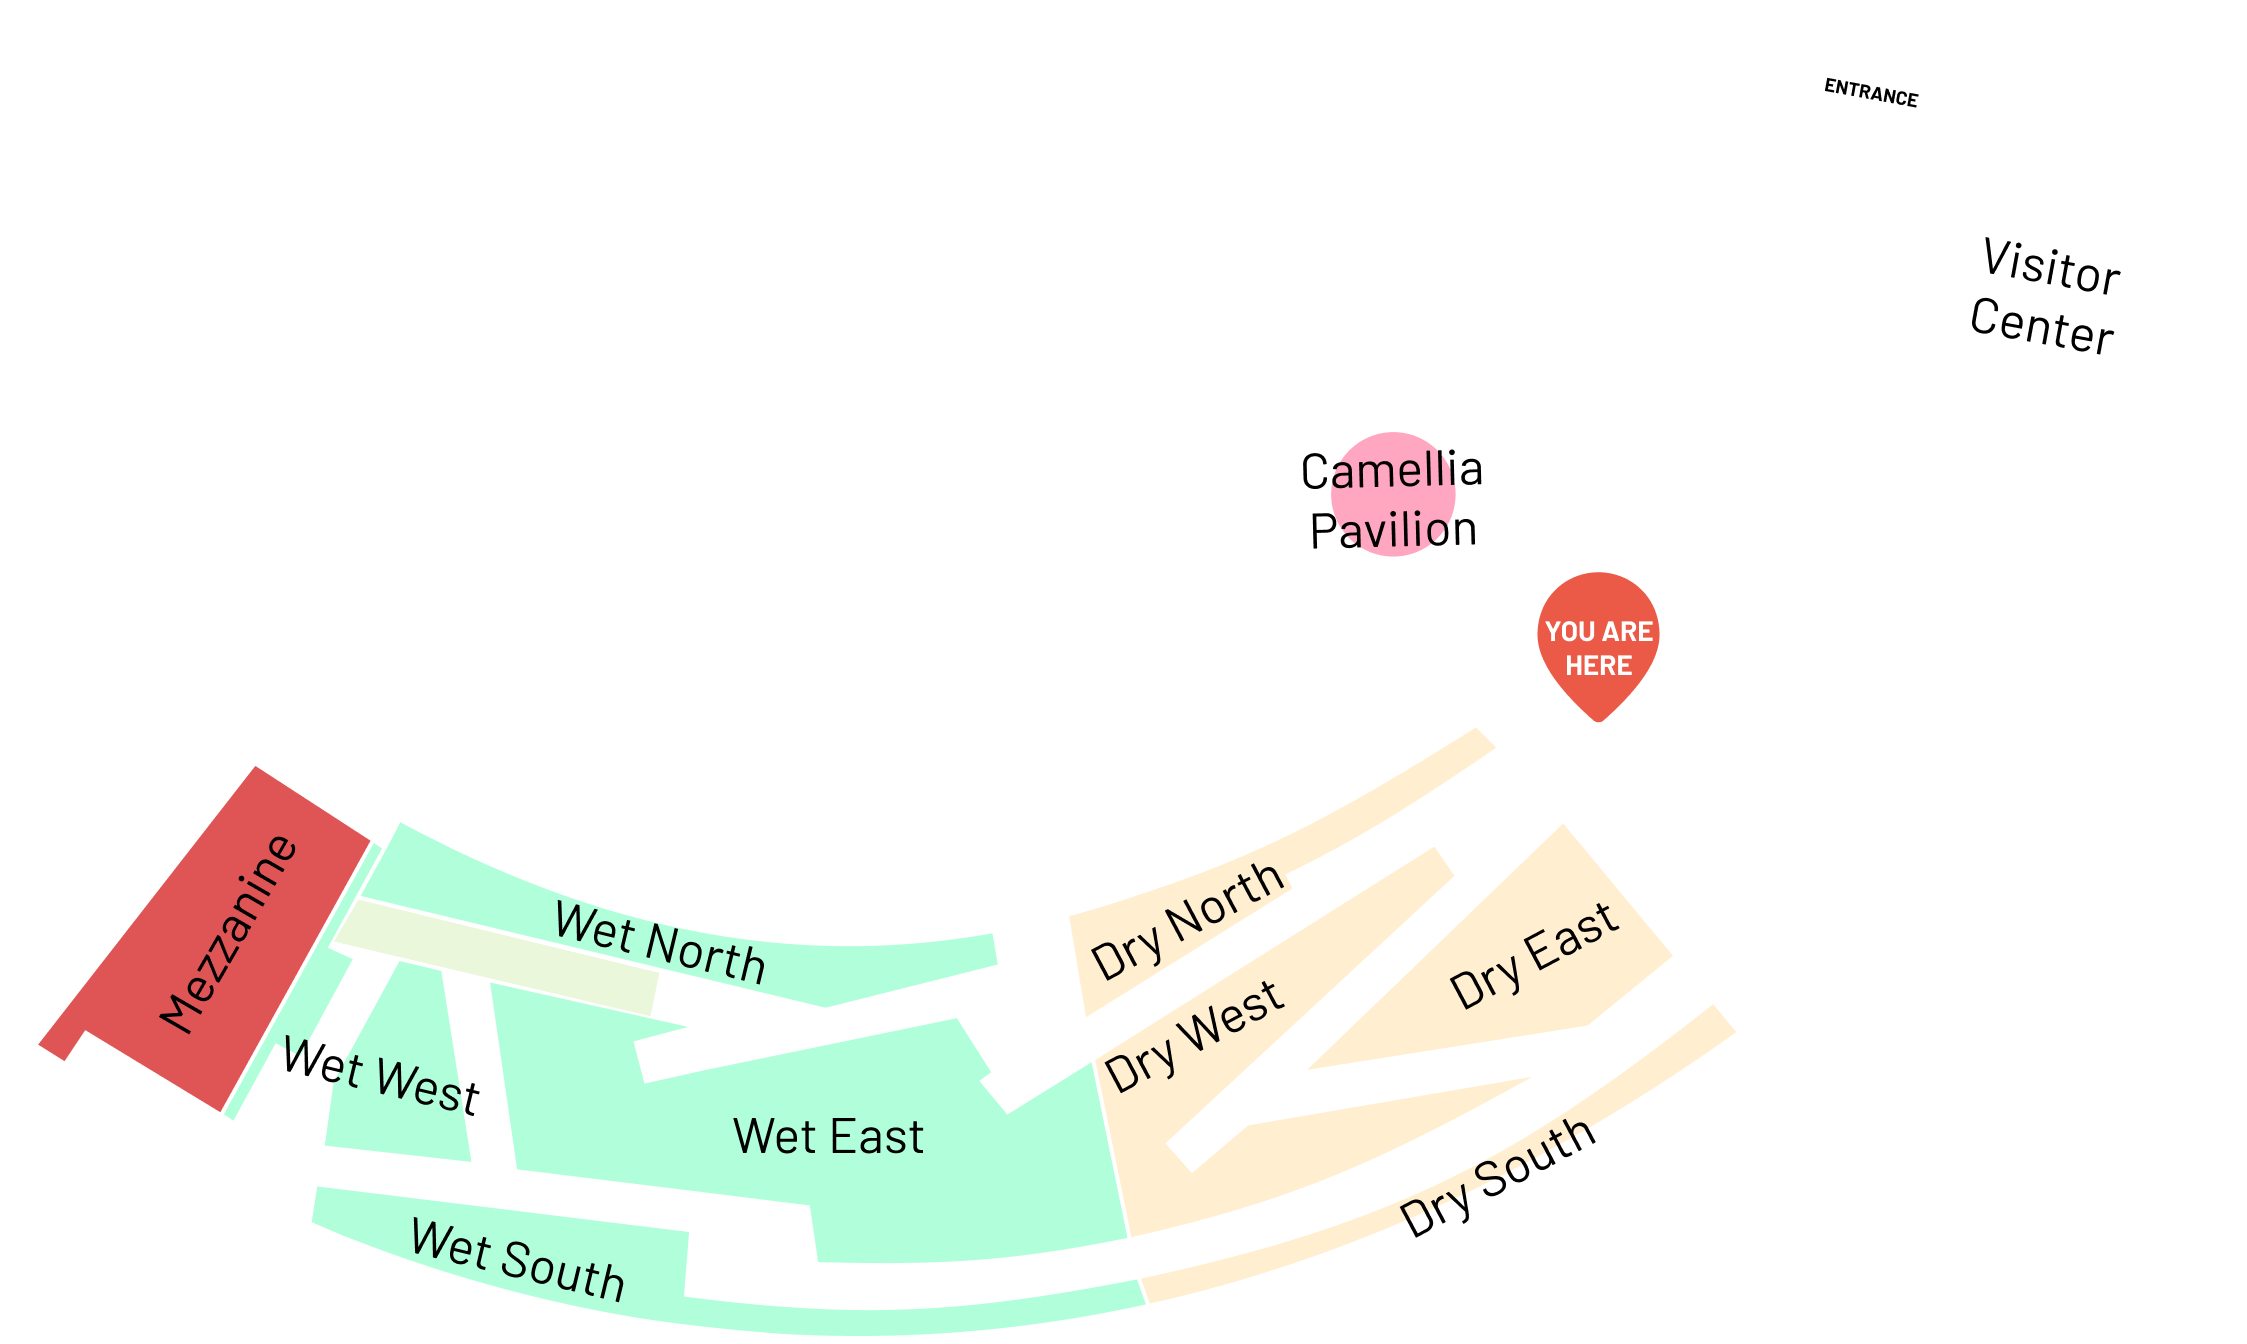 ENTRANCE
Visitor
Center
Camellia
Pavilion
YOU ARE
HERE
Mezzanine
Wet North
Dry North
Dry East
Dry West
Wet West
Wet East
Dry South
Wet South